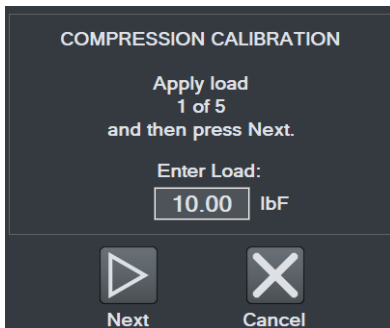 COMPRESSION CALIBRATION
Apply load
1 of 5
and then press Next.
Enter Load:
10.00 lbF
Next Cancel